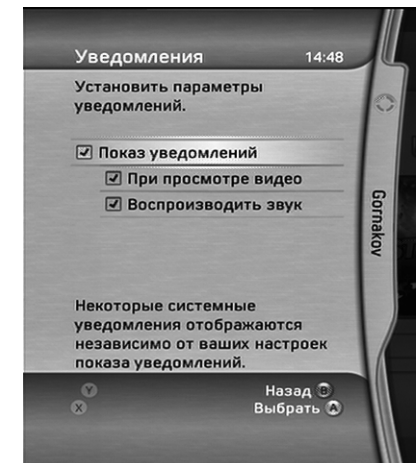 Уведомления 14:48
Установить параметры
уведомлений.
Показ уведомлений
При просмотре видео
Воспроизводить звук
Gornakov
Некоторые системные
уведомления отображаются
независимо от ваших настроек
показа уведомлений.
Y
Назад B
X
Выбрать A